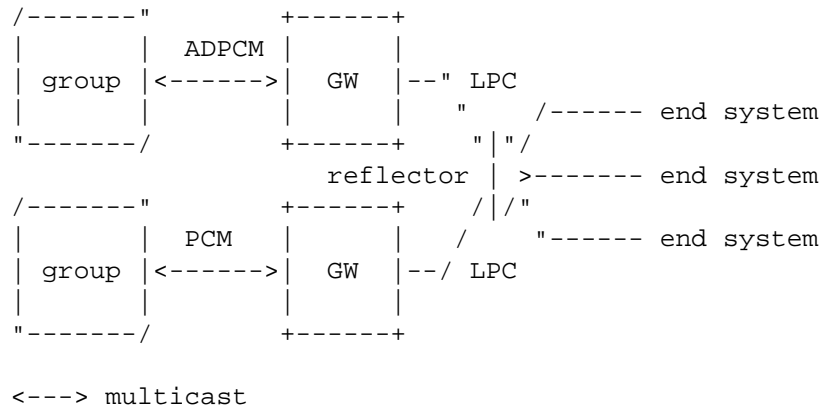 /-------"         +------+
|       |  ADPCM  |      |
| group |<------->|  GW  |--" LPC
|       |         |      |   "    /------ end system
"-------/         +------+    "|"/
                    reflector  | >------- end system
/-------"         +------+    /|/"
|       |  PCM    |      |   /    "------ end system
| group |<------->|  GW  |--/ LPC
|       |         |      |
"-------/         +------+
<---> multicast